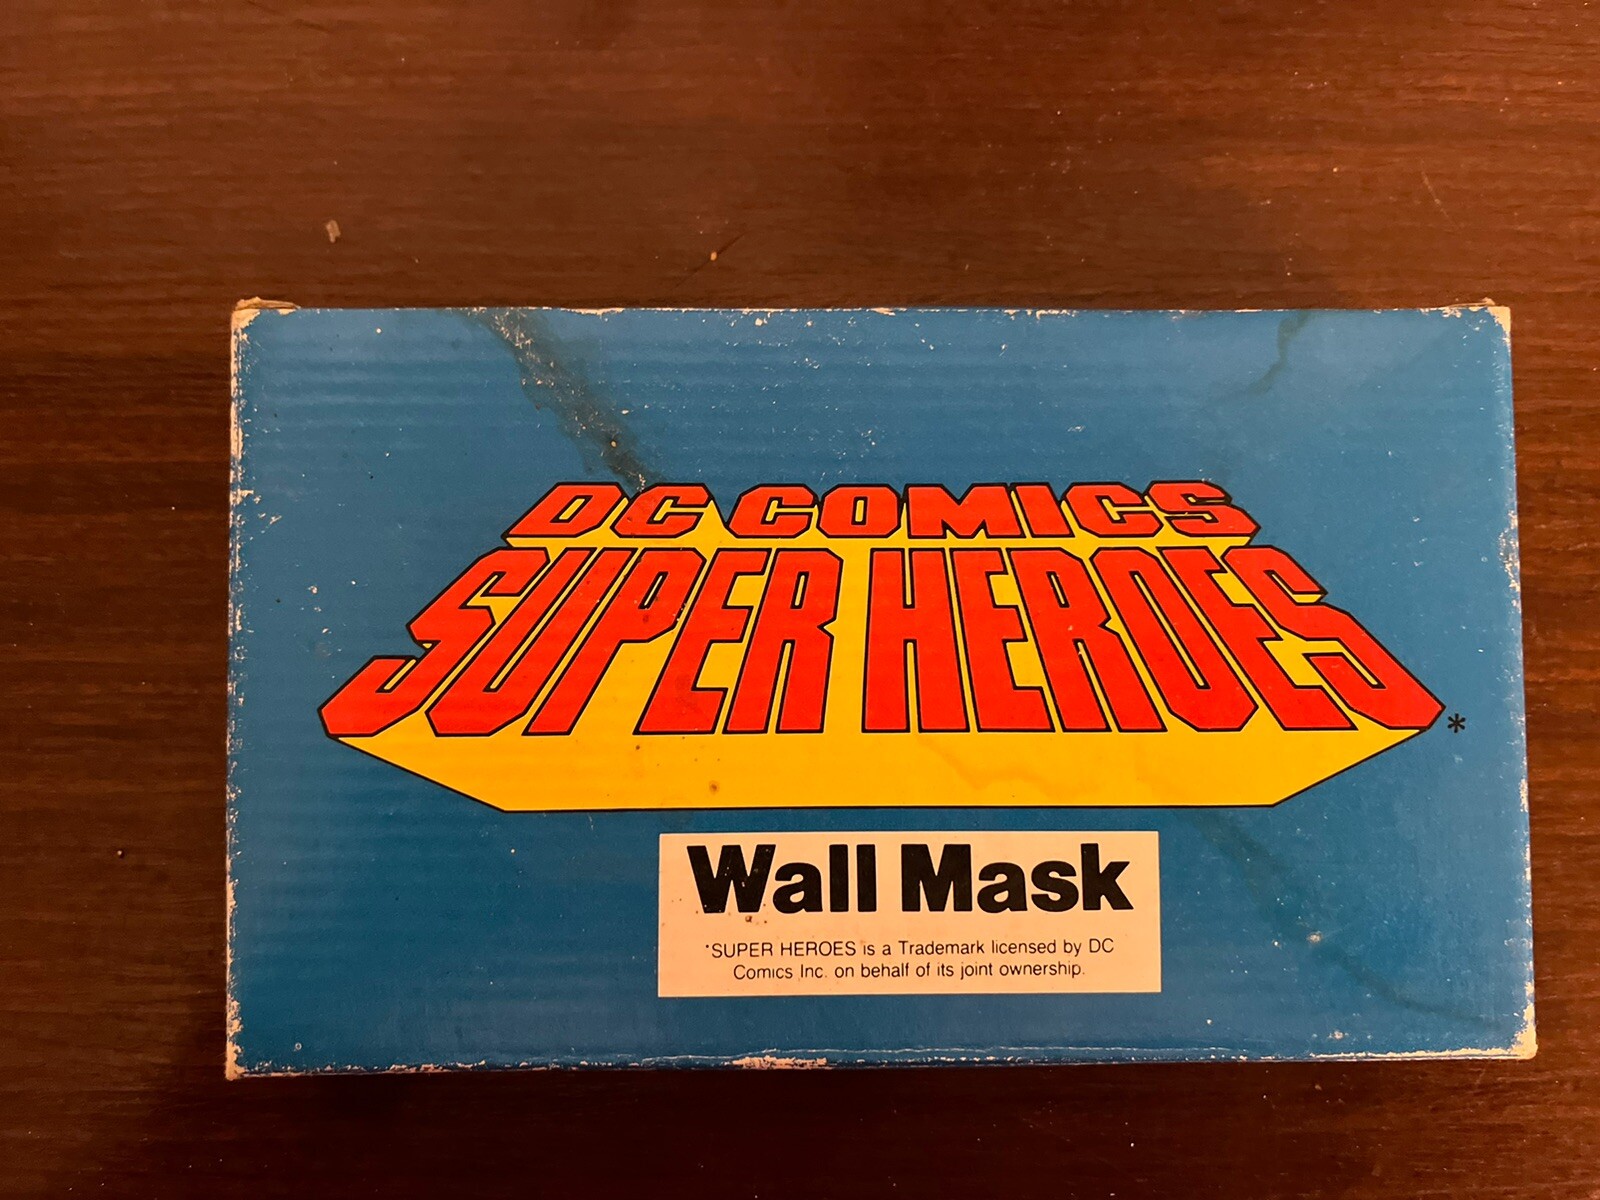 DC COMICS
SUPER HEROES*
Wall Mask
*SUPER HEROES is a Trademark licensed by DC
Comics Inc. on behalf of its joint ownership.